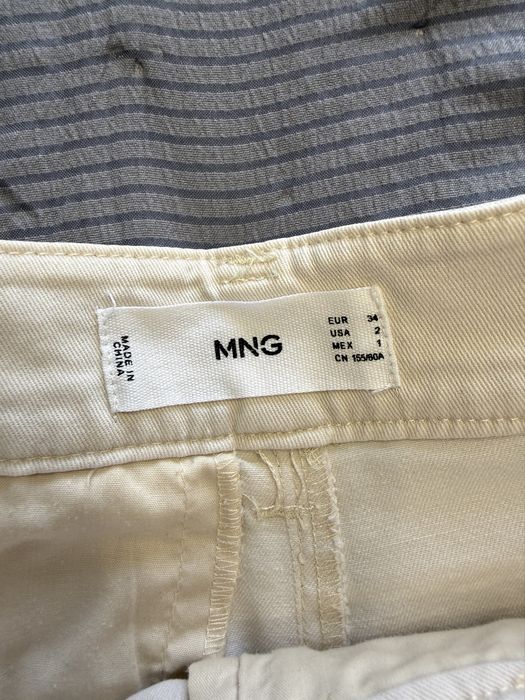 MADE IN
CHINA
MNG
EUR 34
USA 2
MEX 1
CN 155/60A